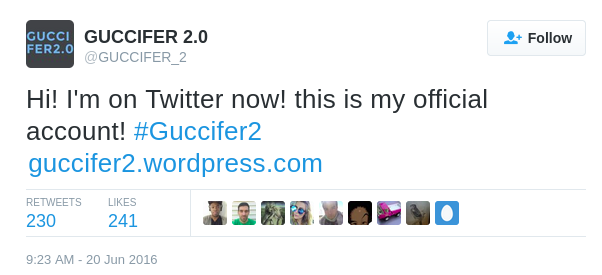 GUCCI
FER2.0
GUCCIFER 2.0
@GUCCIFER_2
Follow
Hi! I'm on Twitter now! this is my official
account! #Guccifer2
guccifer2.wordpress.com
RETWEETS LIKES
230 241
9:23 AM - 20 Jun 2016